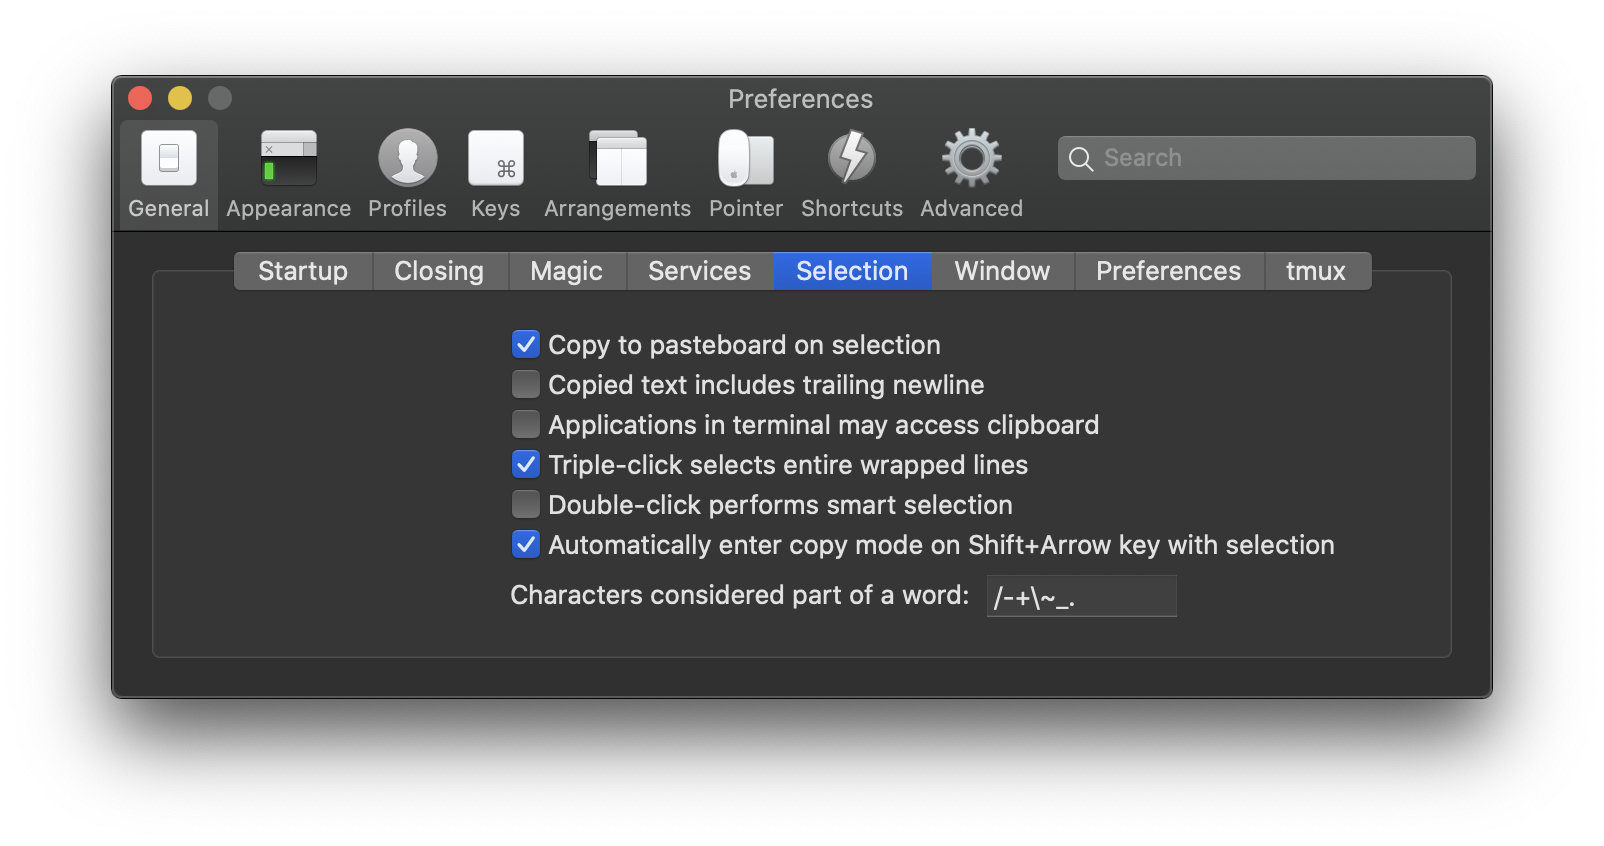 Preferences
General Appearance Profiles Keys Arrangements Pointer Shortcuts Advanced Search
Startup Closing Magic Services Selection Window Preferences tmux
Copy to pasteboard on selection
Copied text includes trailing newline
Applications in terminal may access clipboard
Triple-click selects entire wrapped lines
Double-click performs smart selection
Automatically enter copy mode on Shift+Arrow key with selection
Characters considered part of a word: /-+\~_.